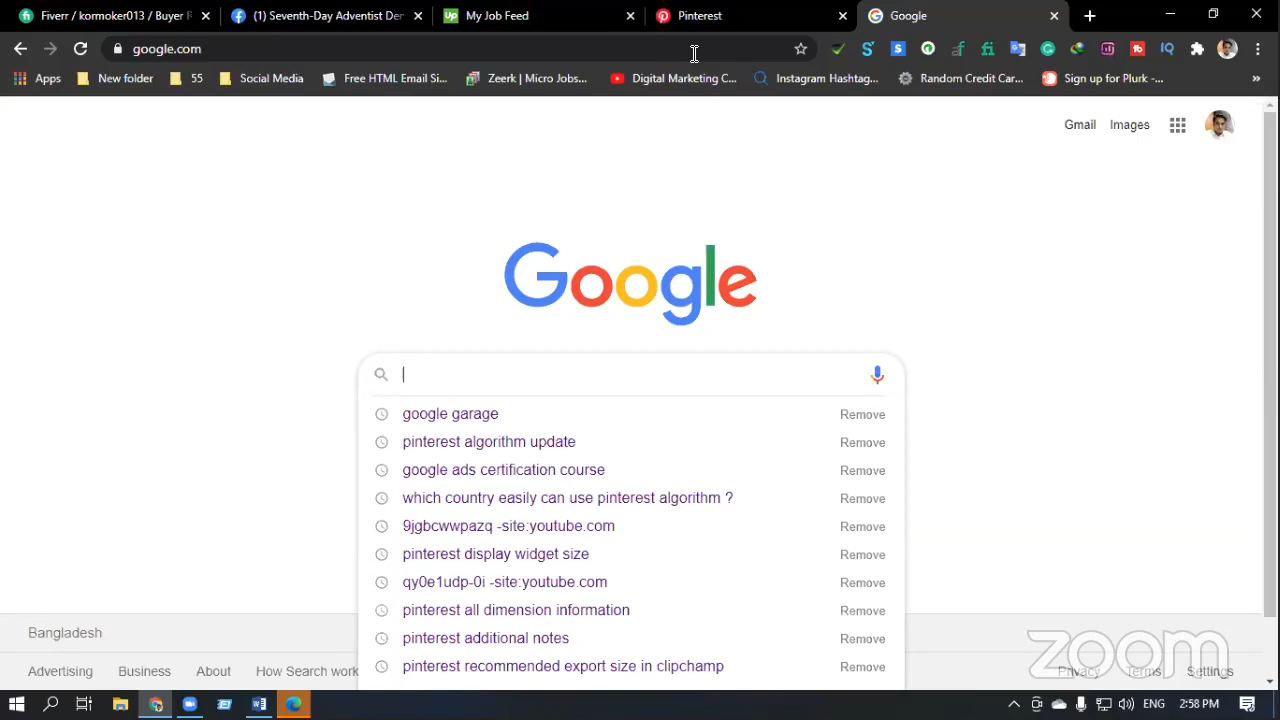 Fiverr / kormoker013 / Buyer R
(1) Seventh-Day Adventist Der
My Job Feed
Pinterest
Google
google.com
Apps
New folder
55
Social Media
Free HTML Email Si...
Zeerk | Micro Jobs...
Digital Marketing C...
Instagram Hashtag...
Random Credit Car...
Sign up for Plurk -...
Gmail
Images
Google
google garage Remove
pinterest algorithm update Remove
google ads certification course Remove
which country easily can use pinterest algorithm ? Remove
9jgbcwwpazq -site:youtube.com Remove
pinterest display widget size Remove
qy0e1udp-0i -site:youtube.com Remove
pinterest all dimension information Remove
pinterest additional notes Remove
pinterest recommended export size in clipchamp Remove
Bangladesh
Advertising
Business
About
How Search work
Privacy
Terms
Settings
zoom
ENG
2:58 PM